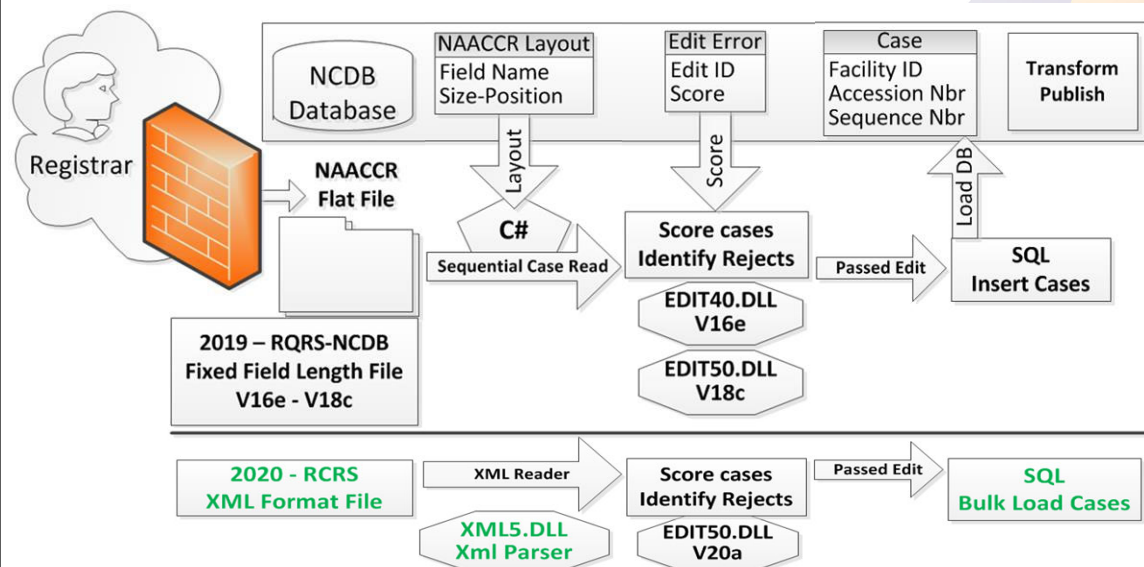 Registrar
NCDB
Database
NAACCR Layout
Field Name
Size-Position
Edit Error
Edit ID
Score
Case
Facility ID
Accession Nbr
Sequence Nbr
Transform
Publish
NAACCR
Flat File
Layout
C#
Sequential Case Read
Score
Score cases
Identify Rejects
EDIT40.DLL
V16e
EDIT50.DLL
V18c
Passed Edit
Load DB
SQL
Insert Cases
2019 – RQRS-NCDB
Fixed Field Length File
V16e - V18c
2020 - RCRS
XML Format File
XML Reader
XML5.DLL
Xml Parser
Score cases
Identify Rejects
EDIT50.DLL
V20a
Passed Edit
SQL
Bulk Load Cases